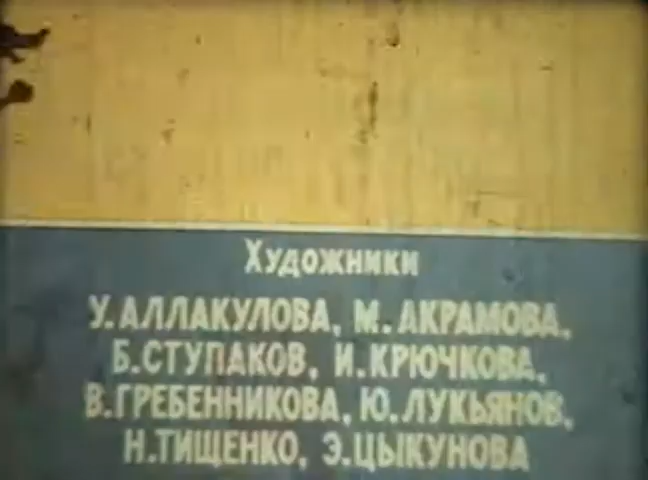 Художники
У. АЛЛАКУЛОВА, М. АКРАМОВА,
Б. СТУПАКОВ, И. КРЮЧКОВА,
В. ГРЕБЕННИКОВА, Ю. ЛУКЬЯНОВ,
Н. ТИЩЕНКО, Э. ЦЫКУНОВА